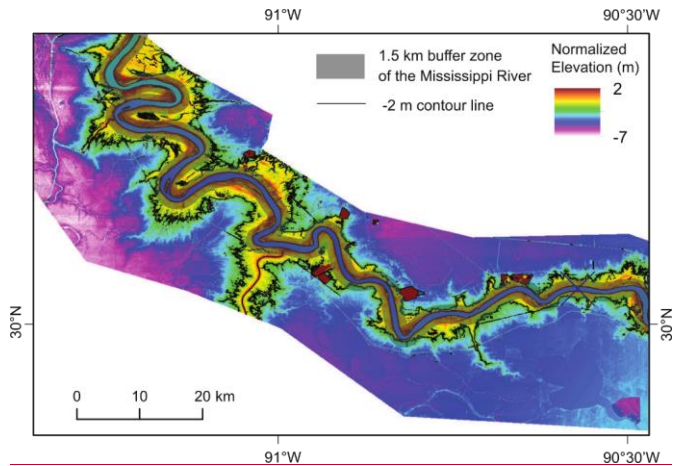 91°W
90°30'W
1.5 km buffer zone
of the Mississippi River
-2 m contour line
Normalized
Elevation (m)
2
-7
30°N
30°N
0 10 20 km
91°W
90°30'W